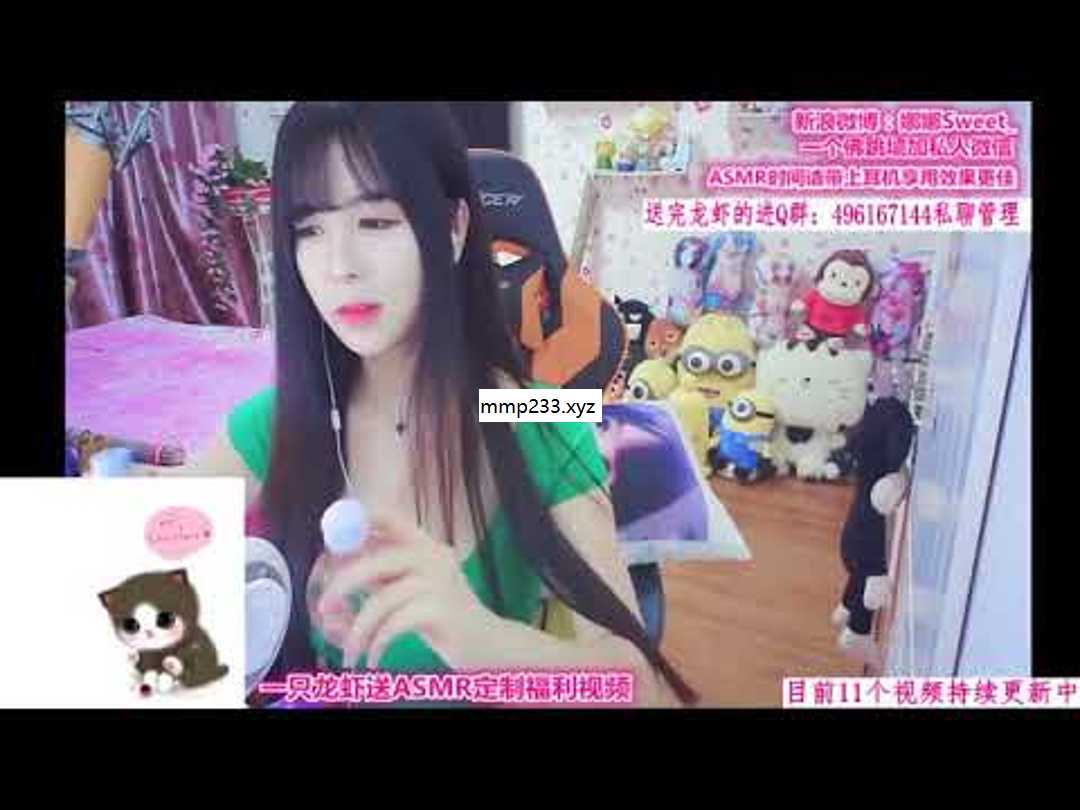 新浪微博：娜娜Sweet_
一个佛跳墙加私人微信
ASMR时间请带上耳机享用效果更佳
送完龙虾的进Q群：496167144私聊管理
mmp233.xyz
一只龙虾送ASMR定制福利视频
目前11个视频持续更新中